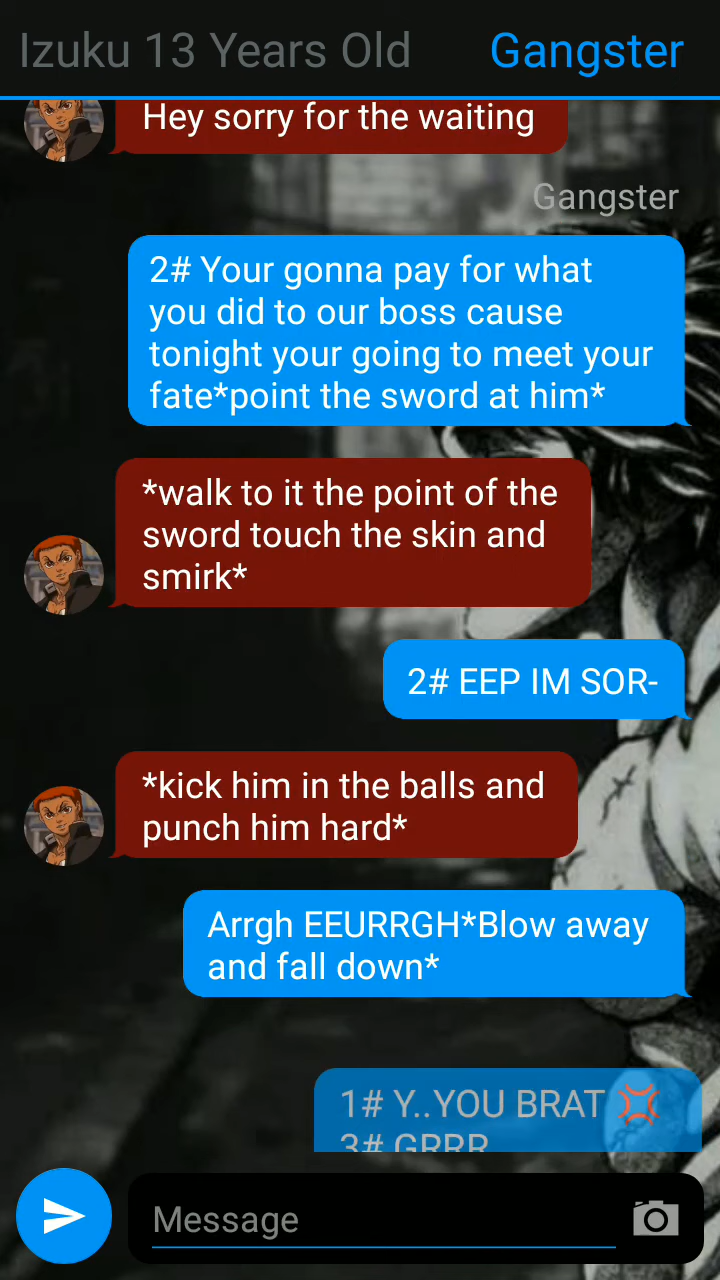 Izuku 13 Years Old Gangster
Hey sorry for the waiting
Gangster
2# Your gonna pay for what
you did to our boss cause
tonight your going to meet your
fate*point the sword at him*
*walk to it the point of the
sword touch the skin and
smirk*
2# EEP IM SOR-
*kick him in the balls and
punch him hard*
Arrgh EEURRGH*Blow away
and fall down*
1# Y..YOU BRAT 💢
3# GRRR
Message